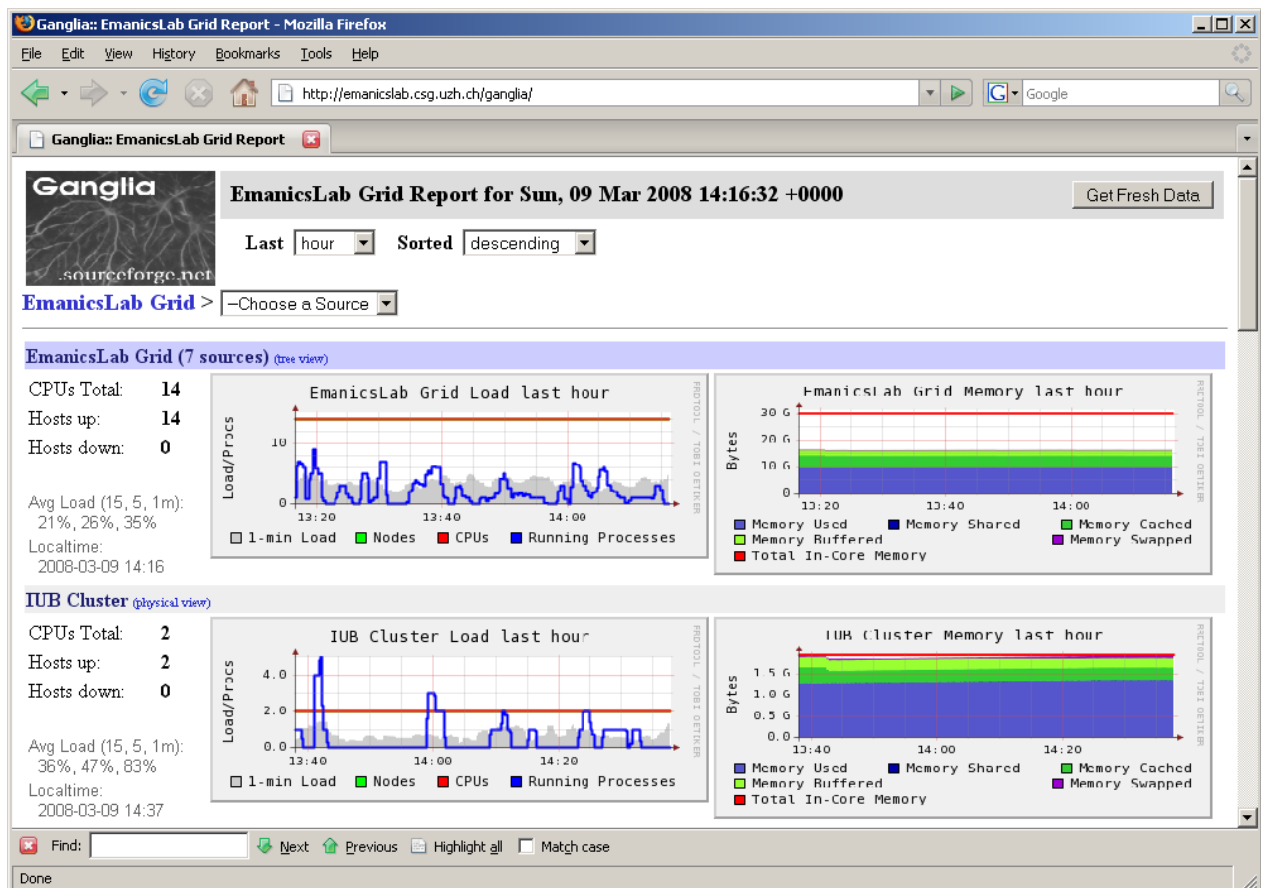 Ganglia:: EmanicsLab Grid Report - Mozilla Firefox
File Edit View History Bookmarks Tools Help
http://emanicslab.csg.uzh.ch/ganglia/
G Google
Ganglia:: EmanicsLab Grid Report
Ganglia
.sourceforge.net
EmanicsLab Grid Report for Sun, 09 Mar 2008 14:16:32 +0000
Get Fresh Data
Last hour Sorted descending
EmanicsLab Grid > --Choose a Source
EmanicsLab Grid (7 sources) (tree view)
CPUs Total: 14
Hosts up: 14
Hosts down: 0
Avg Load (15, 5, 1m):
21%, 26%, 35%
Localtime:
2008-03-09 14:16
EmanicsLab Grid Load last hour
Load/Procs
10
0
13:20 13:40 14:00
1-min Load Nodes CPUs Running Processes
RRDTOOL / TOBI OETIKER
EmanicsLab Grid Memory last hour
Bytes
30 G
20 G
10 G
0
13:20 13:40 14:00
Memory Used Memory Shared Memory Cached
Memory Buffered Memory Swapped
Total In-Core Memory
RRDTOOL / TOBI OETIKER
IUB Cluster (physical view)
CPUs Total: 2
Hosts up: 2
Hosts down: 0
Avg Load (15, 5, 1m):
36%, 47%, 83%
Localtime:
2008-03-09 14:37
IUB Cluster Load last hour
Load/Procs
4.0
2.0
0.0
13:40 14:00 14:20
1-min Load Nodes CPUs Running Processes
RRDTOOL / TOBI OETIKER
IUB Cluster Memory last hour
Bytes
1.5 G
1.0 G
0.5 G
0.0
13:40 14:00 14:20
Memory Used Memory Shared Memory Cached
Memory Buffered Memory Swapped
Total In-Core Memory
RRDTOOL / TOBI OETIKER
Find: Next Previous Highlight all Match case
Done